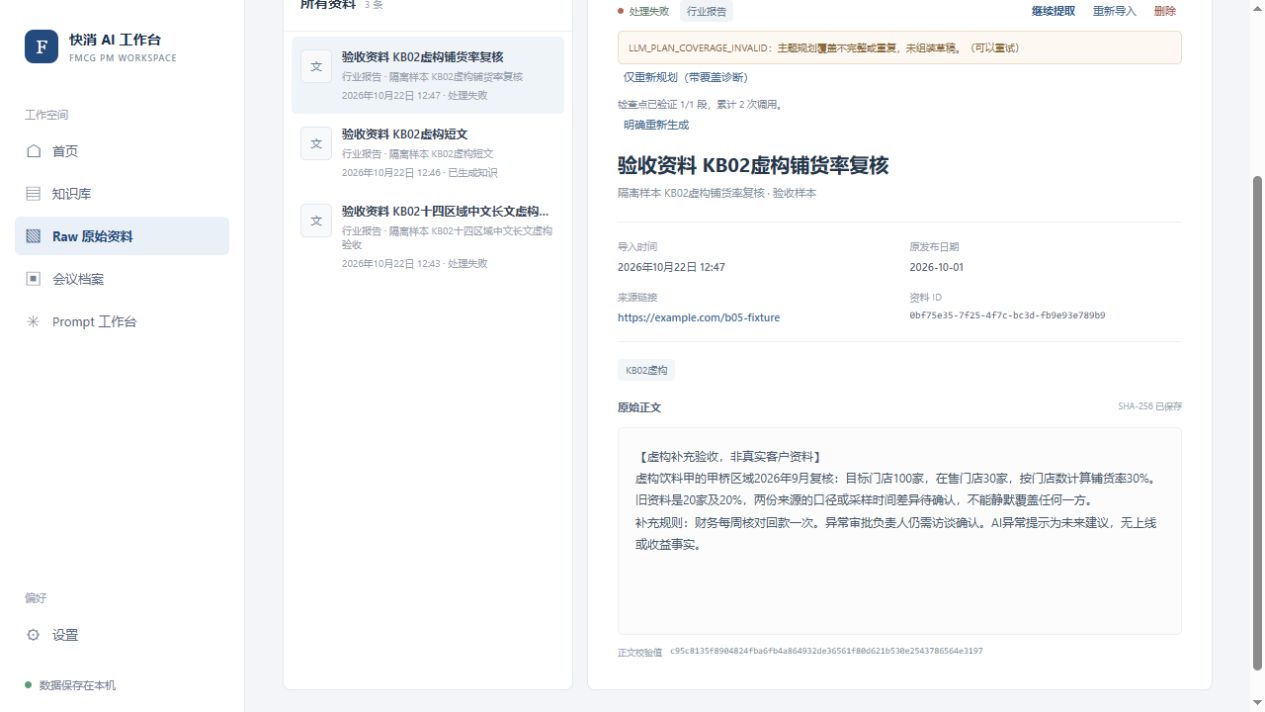 F
快消 AI 工作台
FMCG PM WORKSPACE
工作空间
首页
知识库
Raw 原始资料
会议档案
Prompt 工作台
偏好
设置
数据保存在本机
所有资料 3 条
文
验收资料 KB02虚构铺货率复核
行业报告 · 隔离样本 KB02虚构铺货率复核
2026年10月22日 12:47 · 处理失败
文
验收资料 KB02虚构短文
行业报告 · 隔离样本 KB02虚构短文
2026年10月22日 12:46 · 已生成知识
文
验收资料 KB02十四区域中文长文虚构...
行业报告 · 隔离样本 KB02十四区域中文长文虚构
验收
2026年10月22日 12:43 · 处理失败
处理失败 行业报告 继续提取 重新导入 删除
LLM_PLAN_COVERAGE_INVALID：主题规划覆盖不完整或重复，未组装草稿。（可以重试）
仅重新规划（带覆盖诊断）
检查点已验证 1/1 段，累计 2 次调用。
明确重新生成
验收资料 KB02虚构铺货率复核
隔离样本 KB02虚构铺货率复核 · 验收样本
导入时间
2026年10月22日 12:47
原发布日期
2026-10-01
来源链接
https://example.com/b05-fixture
资料 ID
0bf75e35-7f25-4f7c-bc3d-fb9e93e789b9
KB02虚构
原始正文 SHA-256 已保存
【虚构补充验收，非真实客户资料】
虚构饮料甲的甲桥区域2026年9月复核：目标门店100家，在售门店30家，按门店数计算铺货率30%。
旧资料是20家及20%，两份来源的口径或采样时间差异待确认，不能静默覆盖任何一方。
补充规则：财务每周核对回款一次。异常审批负责人仍需访谈确认。AI异常提示为未来建议，无上线
或收益事实。
正文校验值 c95c8135f8904824fba6fb4a864932de36561f80d621b530e2543786564e3197